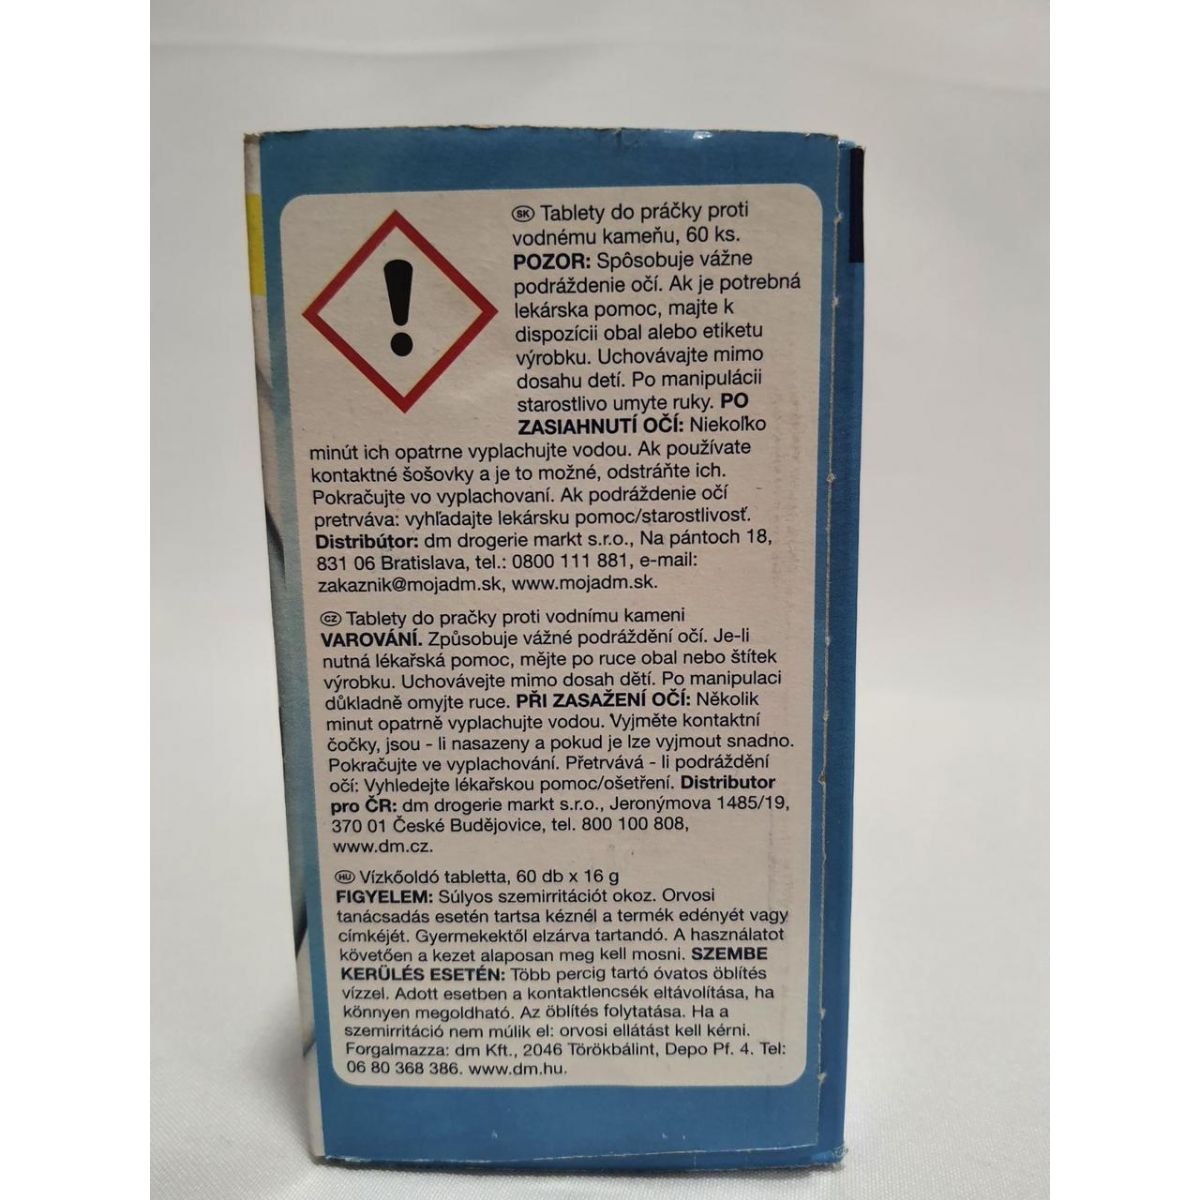 SK Tablety do práčky proti
vodnému kameňu, 60 ks.
POZOR: Spôsobuje vážne
podráždenie očí. Ak je potrebná
lekárska pomoc, majte k
dispozícii obal alebo etiketu
výrobku. Uchovávajte mimo
dosahu detí. Po manipulácii
starostlivo umyte ruky. PO
ZASIAHNUTÍ OČÍ: Niekoľko
minút ich opatrne vyplachujte vodou. Ak používate
kontaktné šošovky a je to možné, odstráňte ich.
Pokračujte vo vyplachovaní. Ak podráždenie očí
pretrváva: vyhľadajte lekársku pomoc/starostlivosť.
Distribútor: dm drogerie markt s.r.o., Na pántoch 18,
831 06 Bratislava, tel.: 0800 111 881, e-mail:
zakaznik@mojadm.sk, www.mojadm.sk.
CZ Tablety do pračky proti vodnímu kameni
VAROVÁNÍ. Způsobuje vážné podráždění očí. Je-li
nutná lékařská pomoc, mějte po ruce obal nebo štítek
výrobku. Uchovávejte mimo dosah dětí. Po manipulaci
důkladně omyjte ruce. PŘI ZASAŽENÍ OČÍ: Několik
minut opatrně vyplachujte vodou. Vyjměte kontaktní
čočky, jsou - li nasazeny a pokud je lze vyjmout snadno.
Pokračujte ve vyplachování. Přetrvává - li podráždění
očí: Vyhledejte lékařskou pomoc/ošetření. Distributor
pro ČR: dm drogerie markt s.r.o., Jeronýmova 1485/19,
370 01 České Budějovice, tel. 800 100 808,
www.dm.cz.
HU Vízkőoldó tabletta, 60 db x 16 g
FIGYELEM: Súlyos szemirritációt okoz. Orvosi
tanácsadás esetén tartsa kéznél a termék edényét vagy
címkéjét. Gyermekektől elzárva tartandó. A használatot
követően a kezet alaposan meg kell mosni. SZEMBE
KERÜLÉS ESETÉN: Több percig tartó óvatos öblítés
vízzel. Adott esetben a kontaktlencsék eltávolítása, ha
könnyen megoldható. Az öblítés folytatása. Ha a
szemirritáció nem múlik el: orvosi ellátást kell kérni.
Forgalmazza: dm Kft., 2046 Törökbálint, Depo Pf. 4. Tel:
06 80 368 386. www.dm.hu.